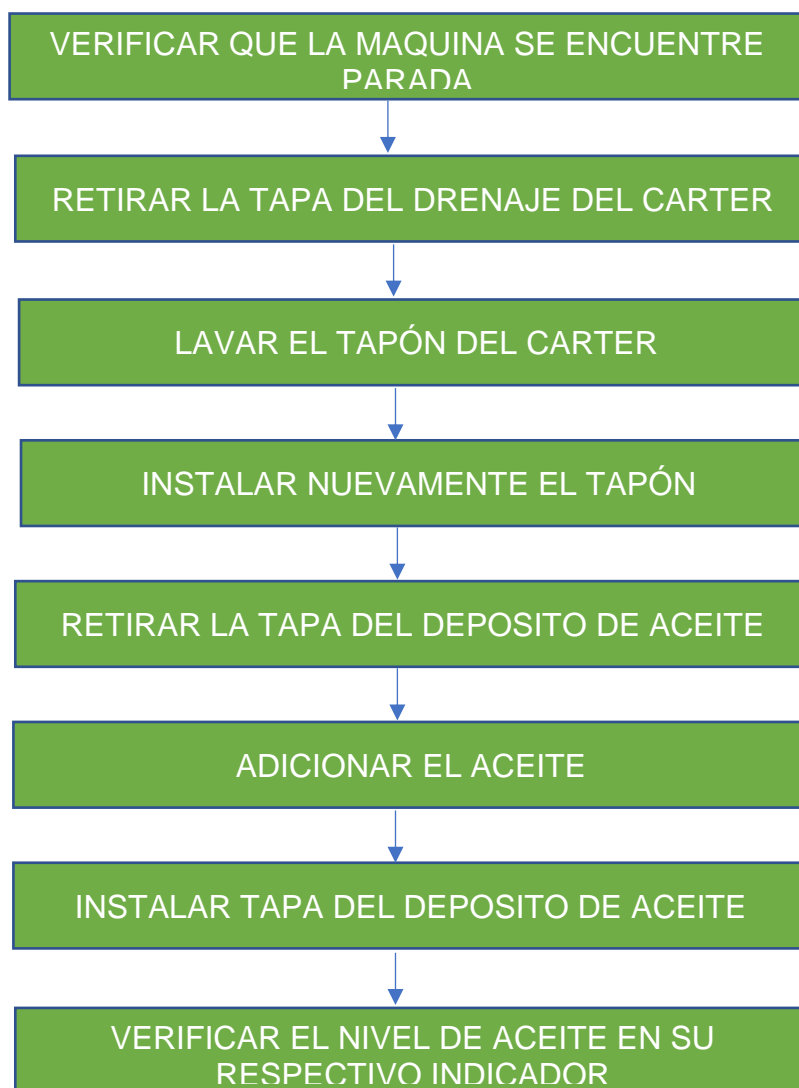 VERIFICAR QUE LA MAQUINA SE ENCUENTRE
PARADA
RETIRAR LA TAPA DEL DRENAJE DEL CARTER
LAVAR EL TAPÓN DEL CARTER
INSTALAR NUEVAMENTE EL TAPÓN
RETIRAR LA TAPA DEL DEPOSITO DE ACEITE
ADICIONAR EL ACEITE
INSTALAR TAPA DEL DEPOSITO DE ACEITE
VERIFICAR EL NIVEL DE ACEITE EN SU
RESPECTIVO INDICADOR